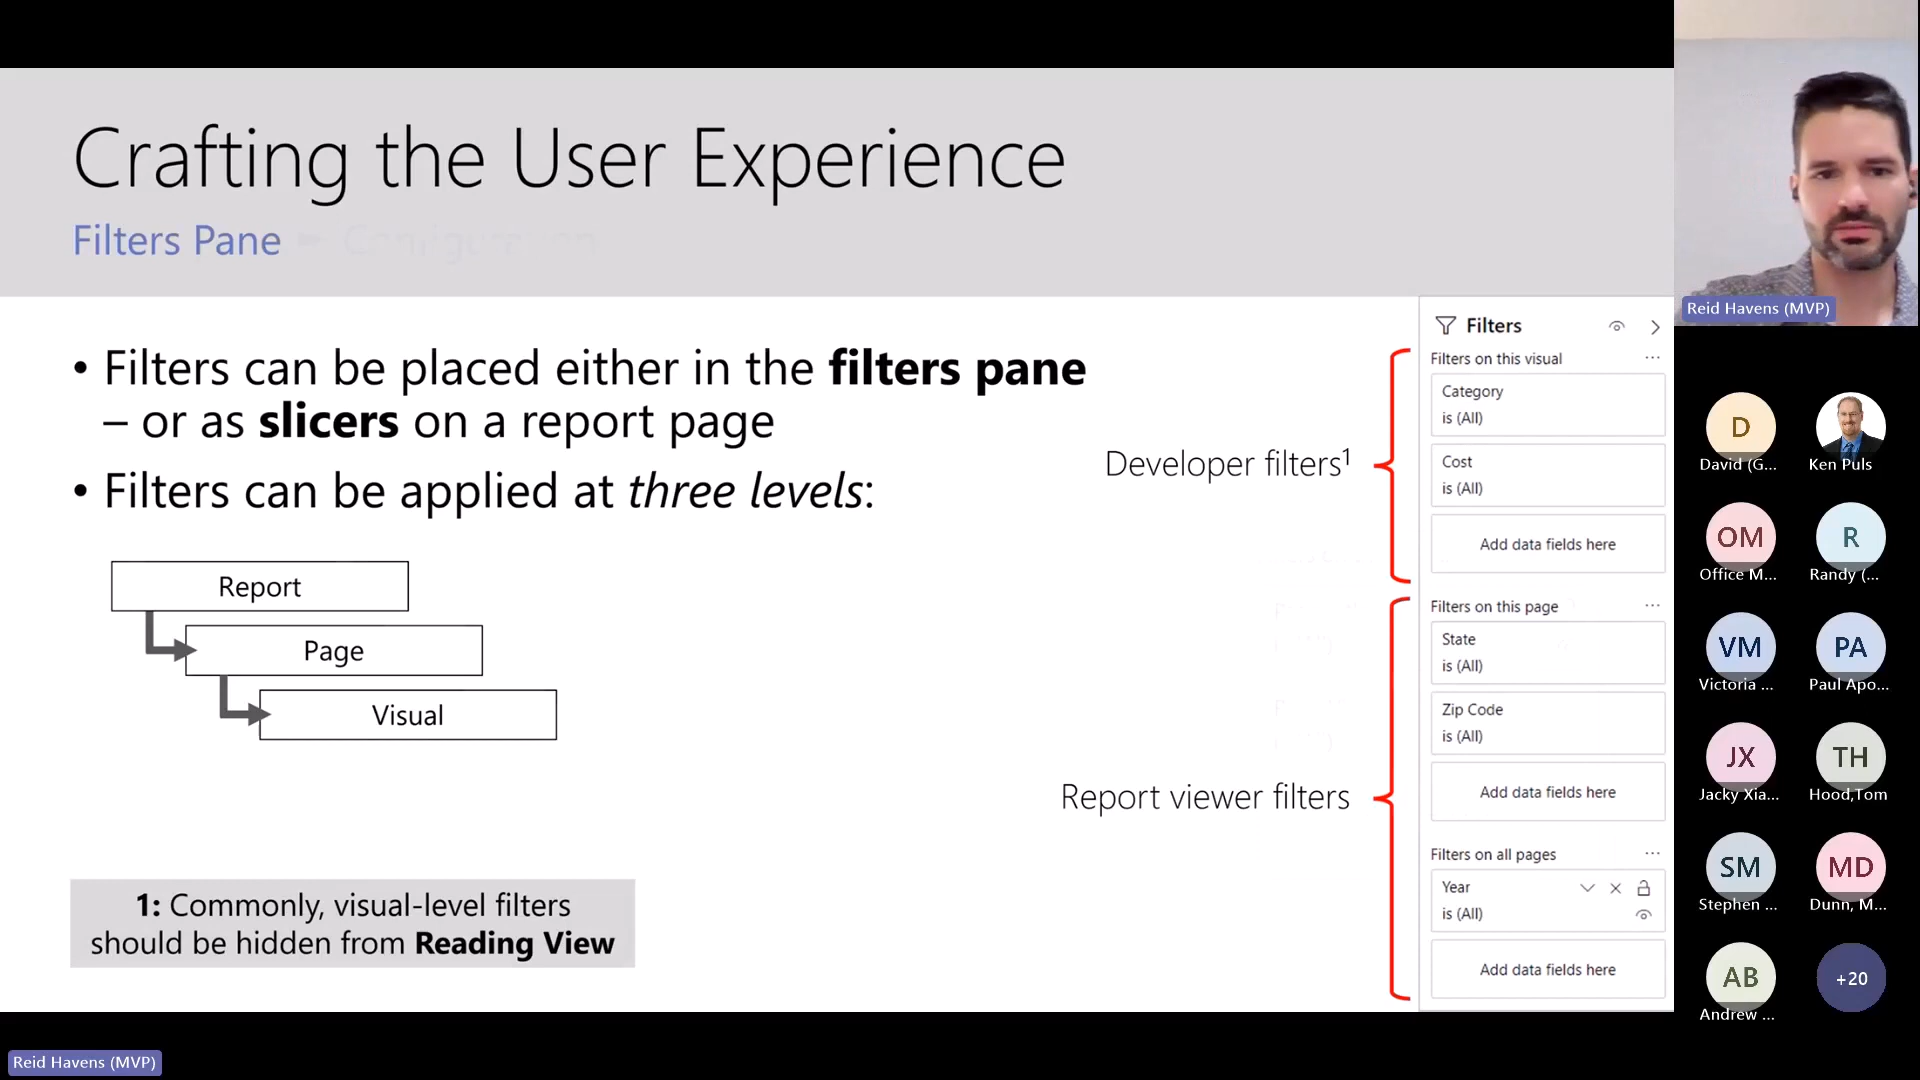 Crafting the User Experience
Filters Pane
• Filters can be placed either in the filters pane
– or as slicers on a report page
• Filters can be applied at three levels:
Report
Page
Visual
1: Commonly, visual-level filters
should be hidden from Reading View
Developer filters¹
Report viewer filters
Filters
Filters on this visual
Category
is (All)
Cost
is (All)
Add data fields here
Filters on this page
State
is (All)
Zip Code
is (All)
Add data fields here
Filters on all pages
Year
is (All)
Add data fields here
Reid Havens (MVP)
D
David (G...
Ken Puls
OM
Office M...
R
Randy (...
VM
Victoria ...
PA
Paul Apo...
JX
Jacky Xia...
TH
Hood,Tom
SM
Stephen ...
MD
Dunn, M...
AB
Andrew ...
+20
Reid Havens (MVP)